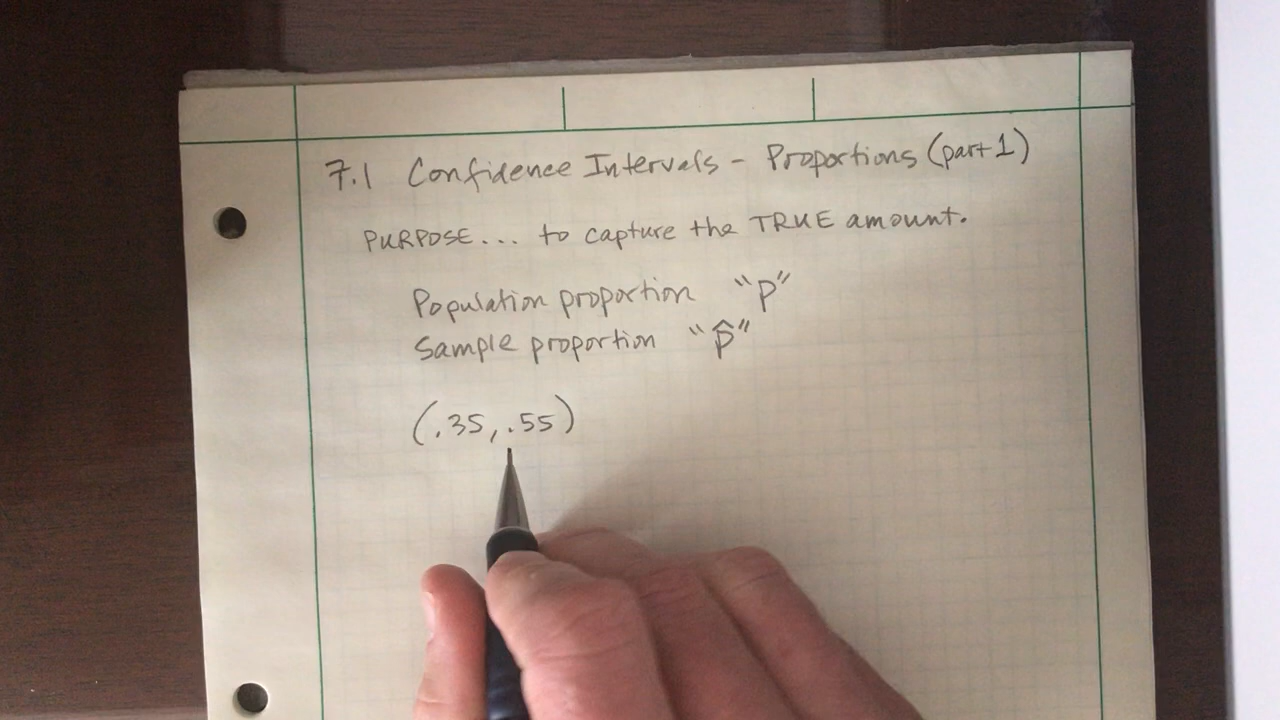 7.1 Confidence Intervals - Proportions (part 1)
PURPOSE... to capture the TRUE amount.
Population proportion "p"
Sample proportion "p̂"
(.35, .55)